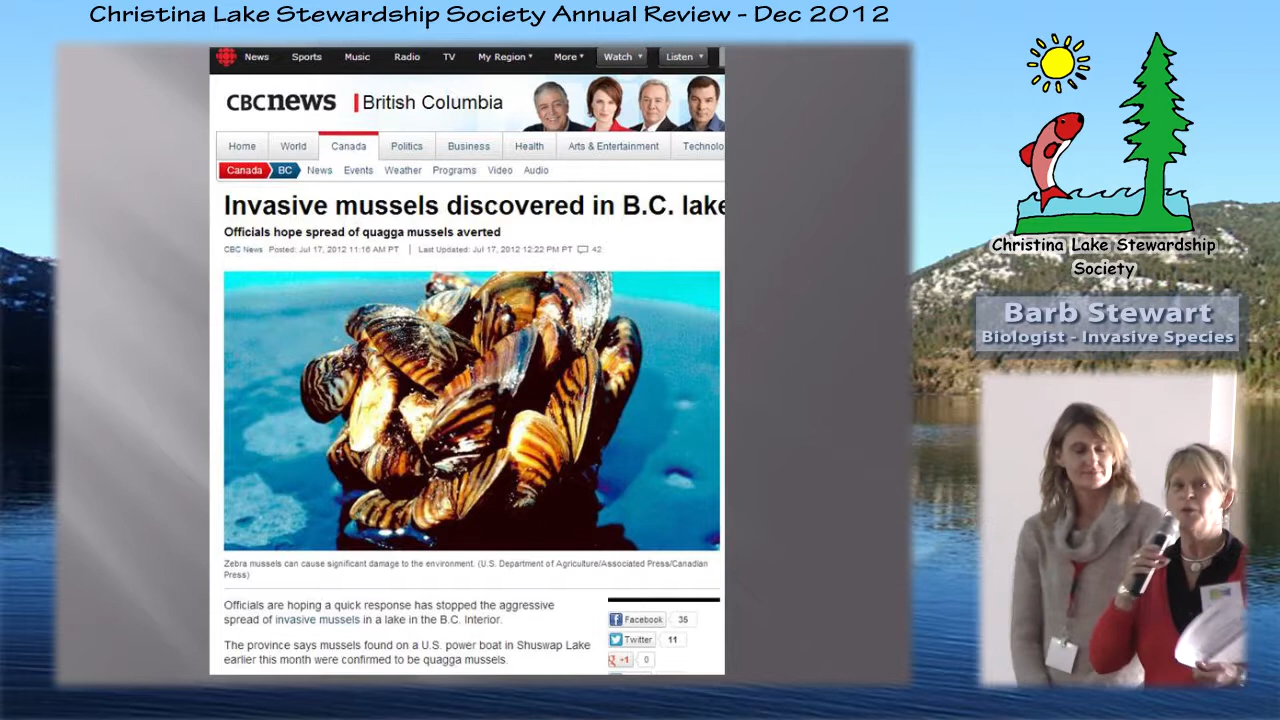 Christina Lake Stewardship Society Annual Review - Dec 2012
News Sports Music Radio TV My Region More Watch Listen
CBCnews | British Columbia
Home World Canada Politics Business Health Arts & Entertainment Technolo
Canada BC News Events Weather Programs Video Audio
Invasive mussels discovered in B.C. lake
Officials hope spread of quagga mussels averted
CBC News Posted: Jul 17, 2012 11:16 AM PT | Last Updated: Jul 17, 2012 12:22 PM PT 42
Zebra mussels can cause significant damage to the environment. (U.S. Department of Agriculture/Associated Press/Canadian
Press)
Officials are hoping a quick response has stopped the aggressive
spread of invasive mussels in a lake in the B.C. Interior.
The province says mussels found on a U.S. power boat in Shuswap Lake
earlier this month were confirmed to be quagga mussels.
Facebook 35
Twitter 11
g +1 0
Christina Lake Stewardship
Society
Barb Stewart
Biologist - Invasive Species